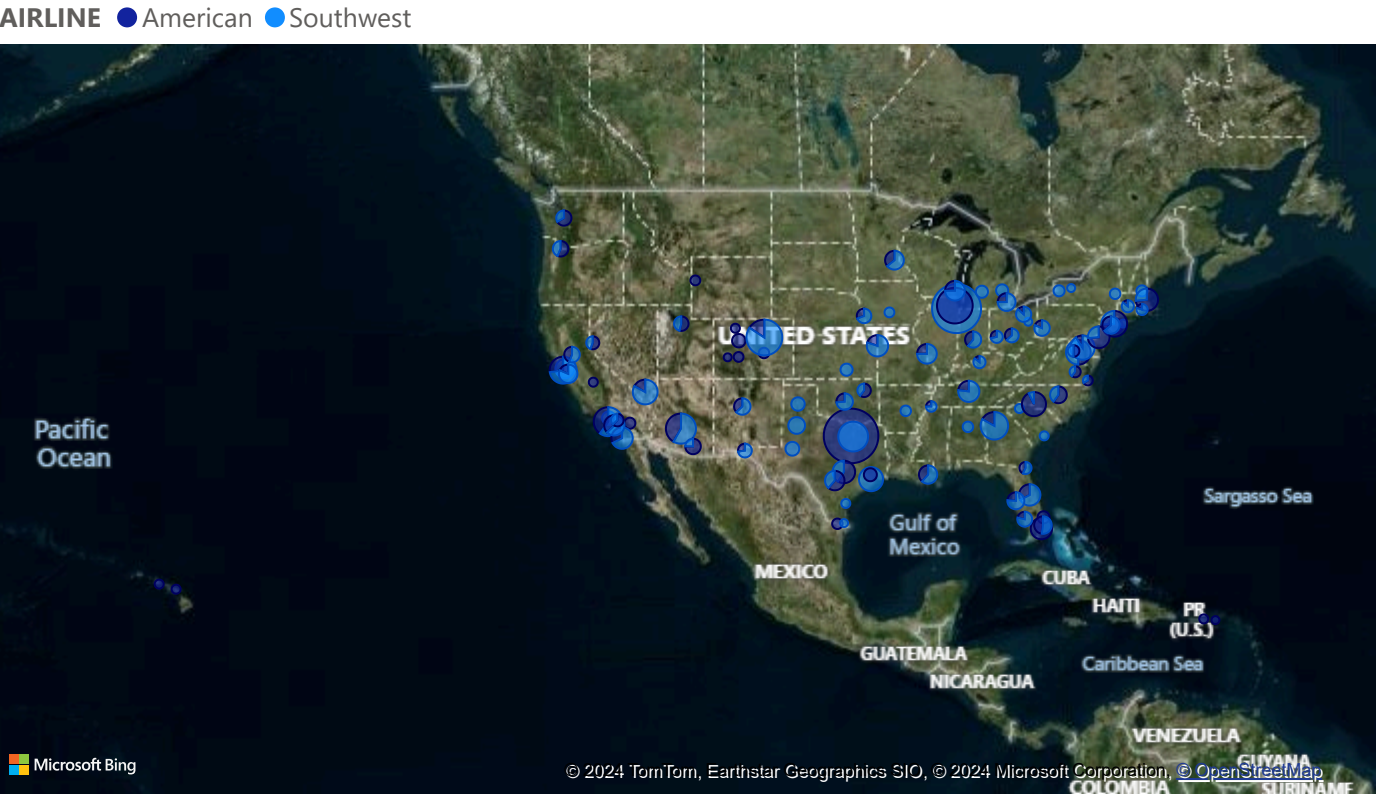 AIRLINE American Southwest
UNITED STATES
Pacific
Ocean
Sargasso Sea
Gulf of
Mexico
MEXICO
CUBA
HAITI
PR
(U.S.)
GUATEMALA
Caribbean Sea
NICARAGUA
VENEZUELA
GUYANA
Microsoft Bing
© 2024 TomTom, Earthstar Geographics SIO, © 2024 Microsoft Corporation, © OpenStreetMap
COLOMBIA
SURINAME